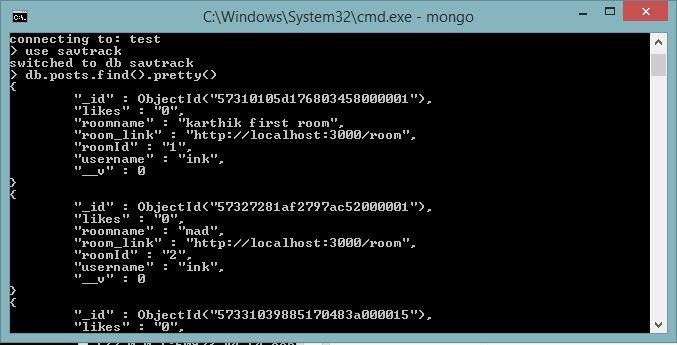 C:\Windows\System32\cmd.exe - mongo
connecting to: test
> use savtrack
switched to db savtrack
> db.posts.find().pretty()
{
        "_id" : ObjectId("57310105d176803458000001"),
        "likes" : "0",
        "roomname" : "karthik first room",
        "room_link" : "http://localhost:3000/room",
        "roomId" : "1",
        "username" : "ink",
        "__v" : 0
}
{
        "_id" : ObjectId("57327281af2797ac52000001"),
        "likes" : "0",
        "roomname" : "mad",
        "room_link" : "http://localhost:3000/room",
        "roomId" : "2",
        "username" : "ink",
        "__v" : 0
}
{
        "_id" : ObjectId("57331039885170483a000015"),
        "likes" : "0",